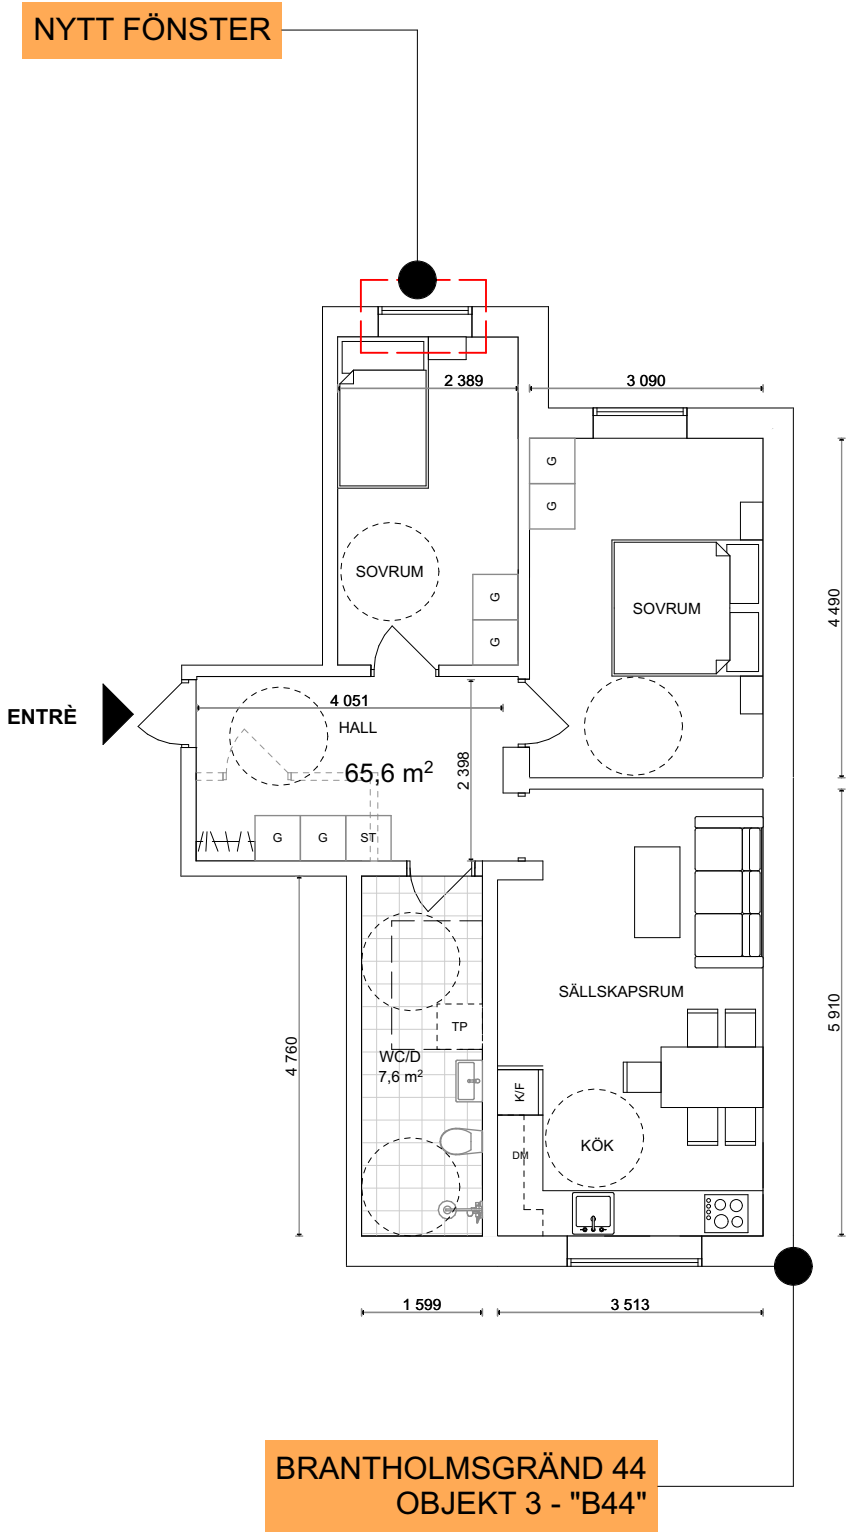 NYTT FÖNSTER
2 389
3 090
G
G
SOVRUM
G
G
SOVRUM
4 490
ENTRÈ
4 051
HALL
65,6 m²
2 398
G
G
ST
SÄLLSKAPSRUM
5 910
4 760
TP
WC/D
7,6 m²
K/F
DM
KÖK
1 599
3 513
BRANTHOLMSGRÄND 44
OBJEKT 3 - "B44"